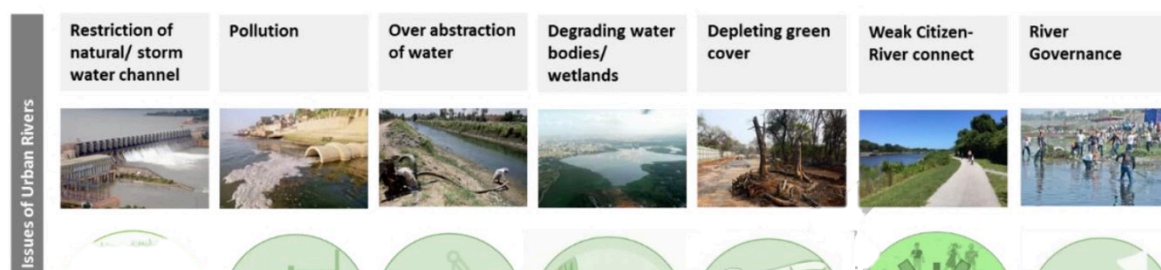 Issues of Urban Rivers
Restriction of
natural/ storm
water channel
Pollution
Over abstraction
of water
Degrading water
bodies/
wetlands
Depleting green
cover
Weak Citizen-
River connect
River
Governance